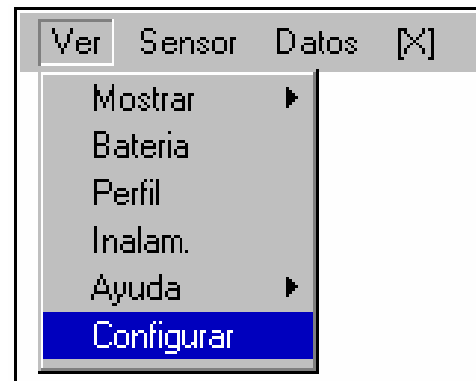 Ver Sensor Datos [X]
Mostrar
Bateria
Perfil
Inalam.
Ayuda
Configurar